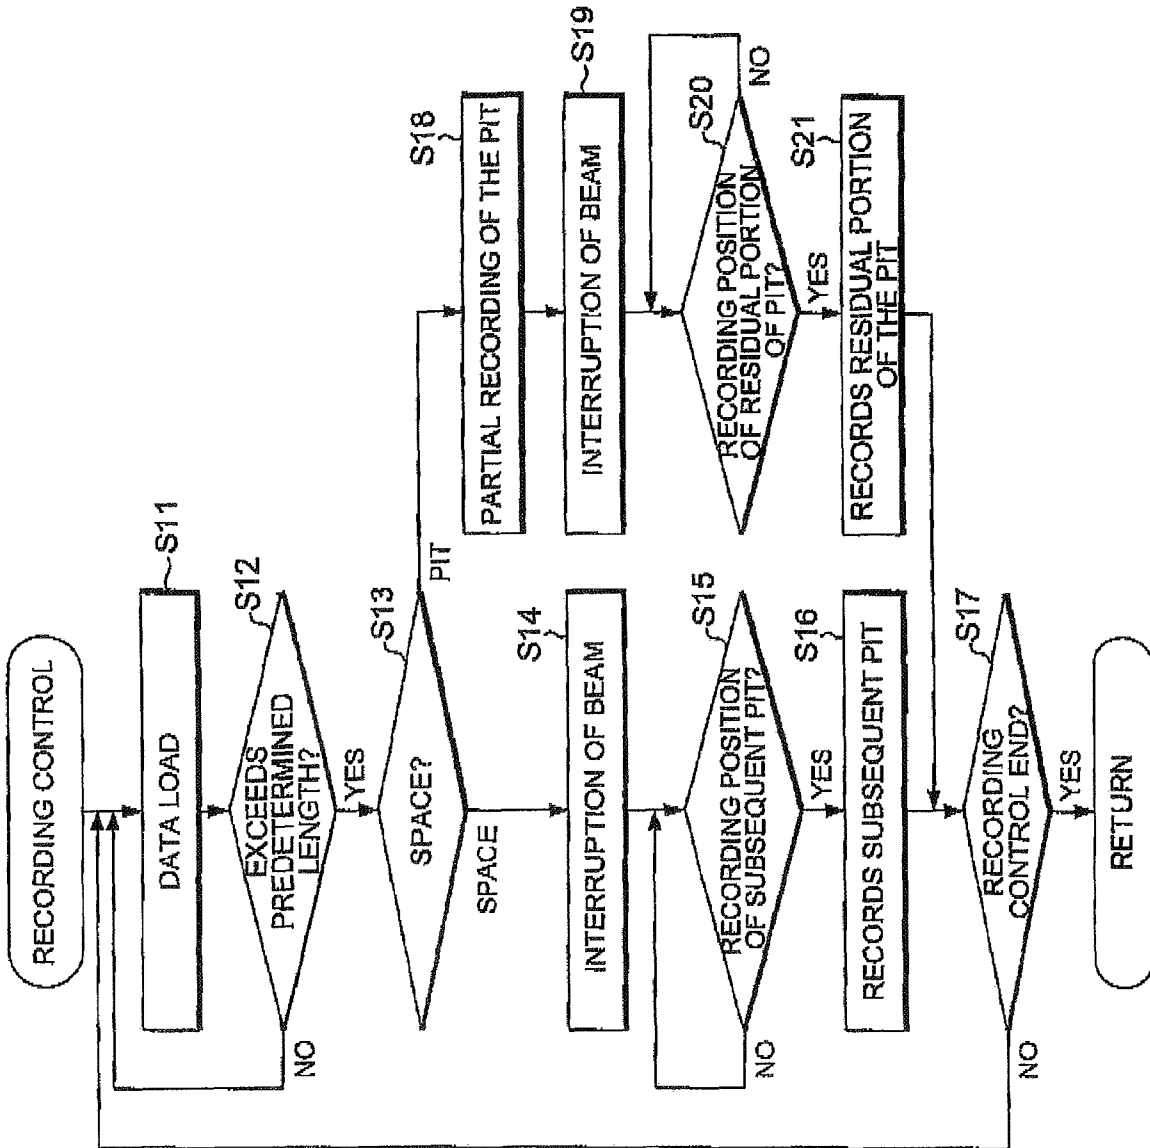 RECORDING CONTROL
S11
DATA LOAD
S12
EXCEEDS
PREDETERMINED
LENGTH?
NO
YES
S13
SPACE?
PIT
SPACE
S14
INTERRUPTION OF BEAM
S15
RECORDING POSITION
OF SUBSEQUENT PIT?
NO
YES
S16
RECORDS SUBSEQUENT PIT
S17
RECORDING
CONTROL END?
NO
YES
RETURN
S18
PARTIAL RECORDING OF THE PIT
S19
INTERRUPTION OF BEAM
S20
RECORDING POSITION
OF RESIDUAL PORTION
OF PIT?
NO
YES
S21
RECORDS RESIDUAL PORTION
OF THE PIT